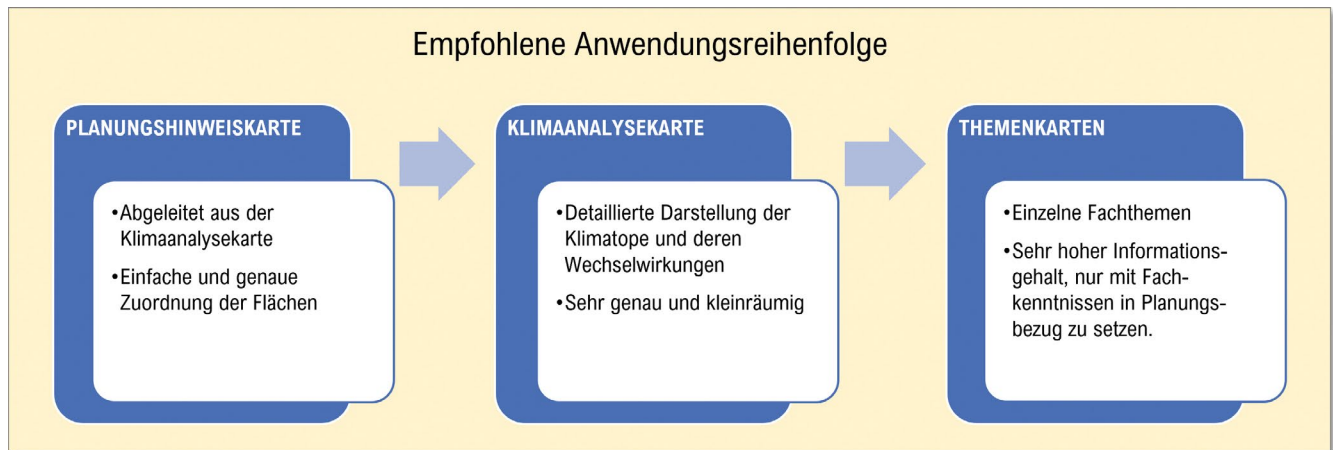 Empfohlene Anwendungsreihenfolge
PLANUNGSHINWEISKARTE
•Abgeleitet aus der
Klimaanalysekarte
•Einfache und genaue
Zuordnung der Flächen
KLIMAANALYSEKARTE
•Detaillierte Darstellung der
Klimatope und deren
Wechselwirkungen
•Sehr genau und kleinräumig
THEMENKARTEN
•Einzelne Fachthemen
•Sehr hoher Informations-
gehalt, nur mit Fach-
kenntnissen in Planungs-
bezug zu setzen.